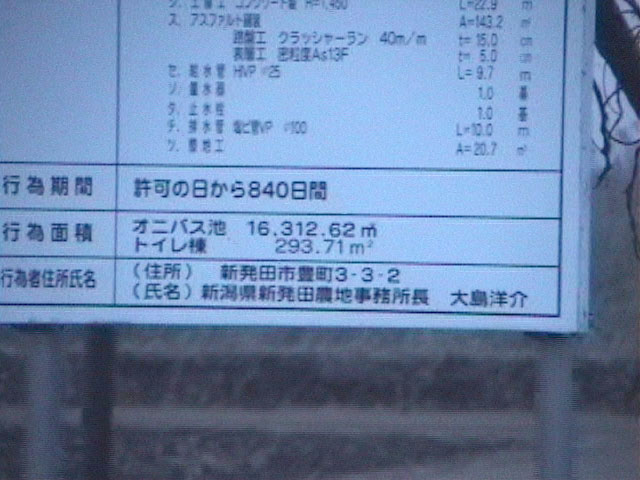 ス. アスファルト舗装 A=143.2 ㎡
路盤工 クラッシャーラン 40m/m t=15.0 ㎝
表層工 密粒度As13F t= 5.0 ㎝
セ. 給水管 HVP φ25 L= 9.7 m
ソ. 量水器 1.0 基
タ. 止水栓 1.0 基
チ. 排水管 塩ビ管VP φ100 L=10.0 m
ツ. 敷地工 A=20.7 ㎡
行為期間 許可の日から840日間
行為面積 オニバス池 16,312.62㎡
トイレ棟 293.71㎡
行為者住所氏名 (住所) 新発田市豊町3-3-2
(氏名)新潟県新発田農地事務所長 大島洋介